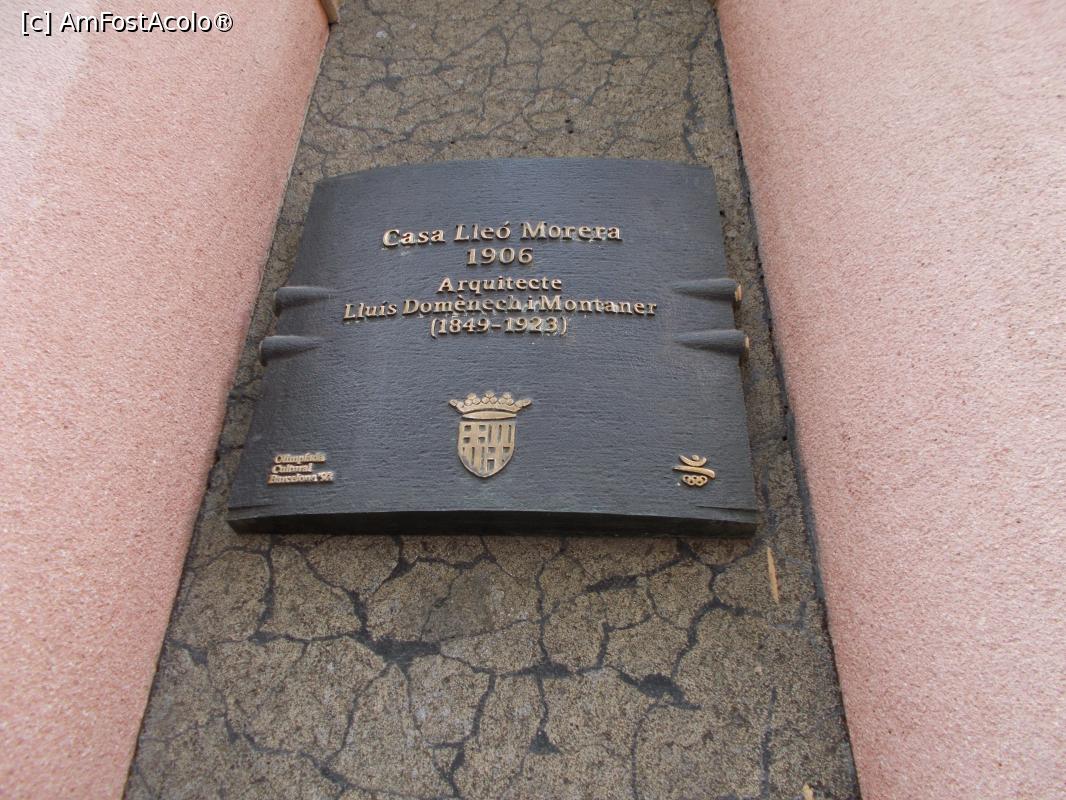 [c] AmFostAcolo®
Casa Lleó Morera
1906
Arquitecte
Lluís Domènech i Montaner
(1849-1923)
Olimpíada
Cultural
Barcelona'92